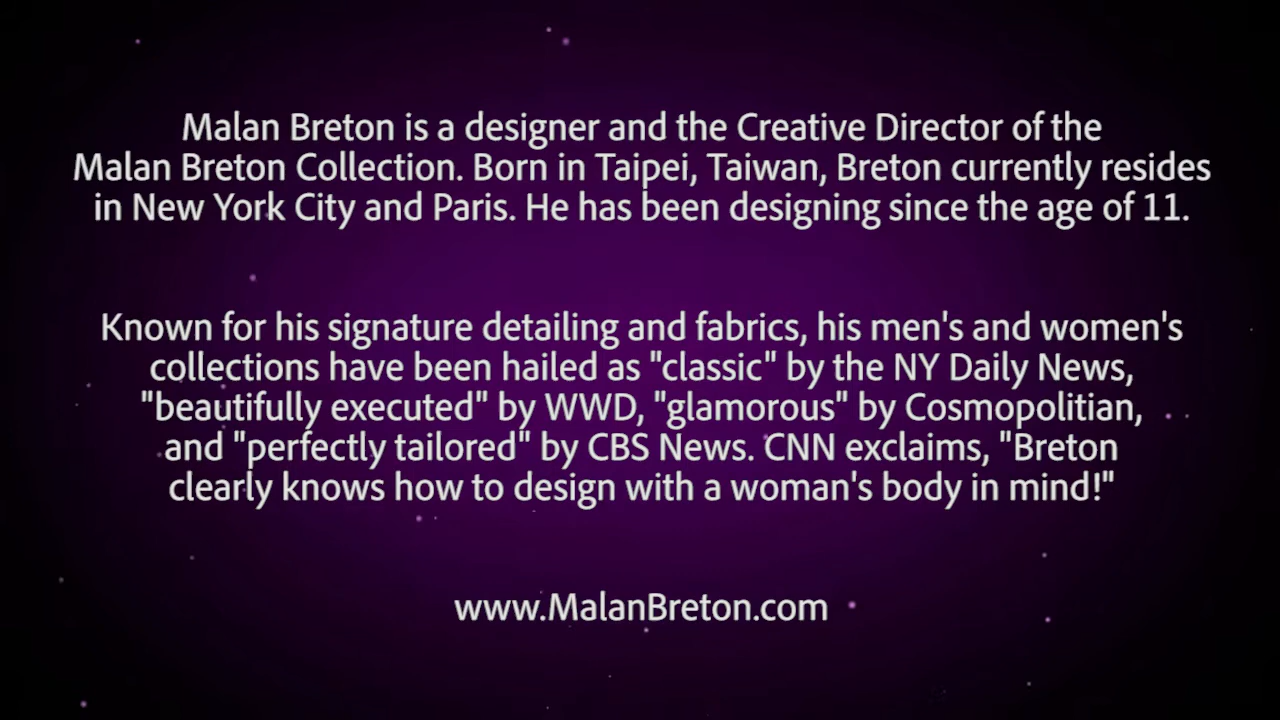 Malan Breton is a designer and the Creative Director of the
Malan Breton Collection. Born in Taipei, Taiwan, Breton currently resides
in New York City and Paris. He has been designing since the age of 11.
Known for his signature detailing and fabrics, his men's and women's
collections have been hailed as "classic" by the NY Daily News,
"beautifully executed" by WWD, "glamorous" by Cosmopolitian,
and "perfectly tailored" by CBS News. CNN exclaims, "Breton
clearly knows how to design with a woman's body in mind!"
www.MalanBreton.com